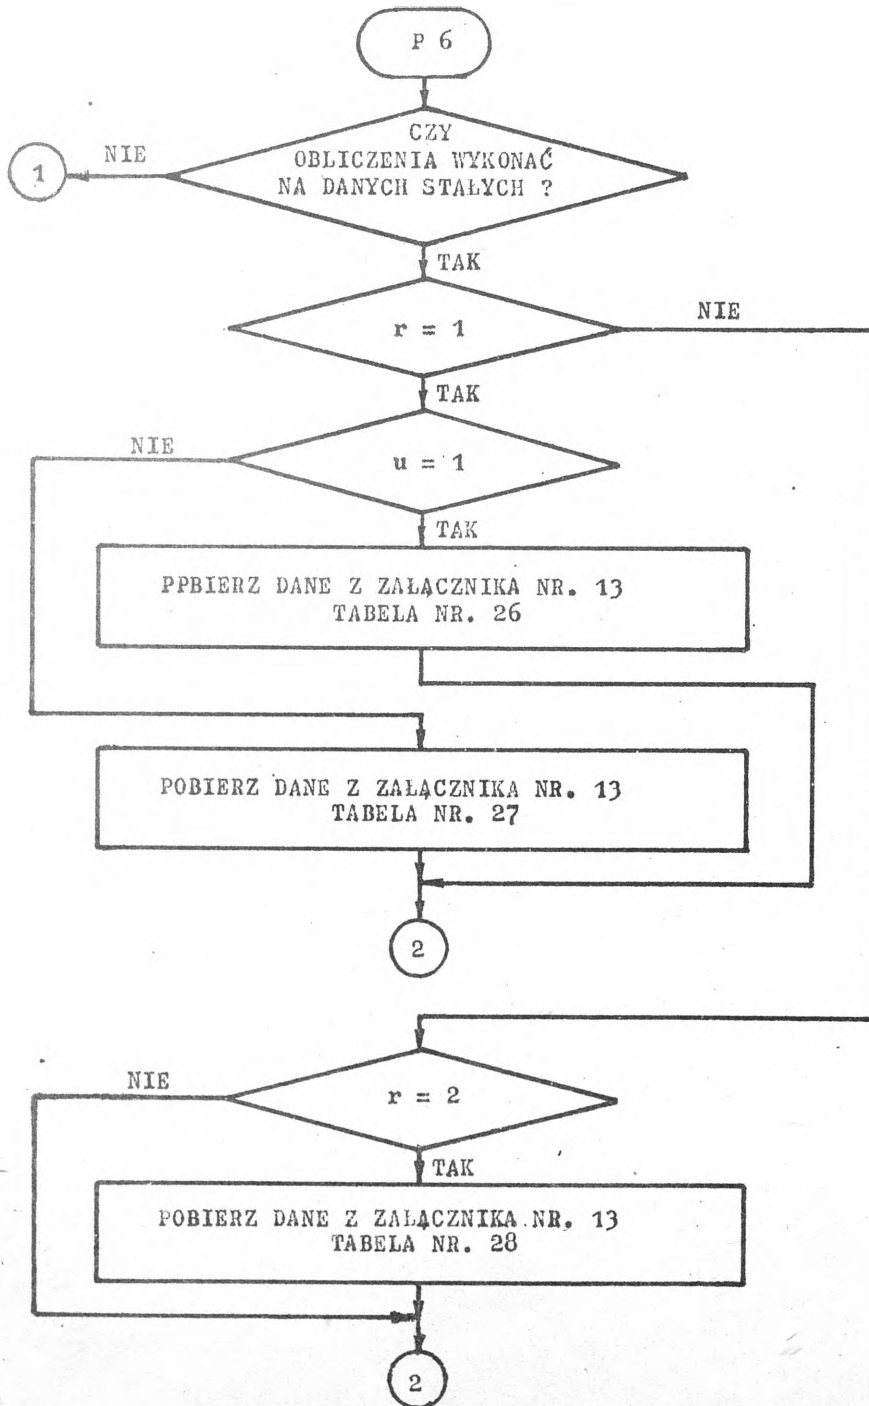 P 6
CZY
OBLICZENIA WYKONAĆ
NA DANYCH STAŁYCH ?
NIE
1
TAK
r = 1
NIE
TAK
NIE
u = 1
TAK
PPBIERZ DANE Z ZAŁĄCZNIKA NR. 13
TABELA NR. 26
POBIERZ DANE Z ZAŁĄCZNIKA NR. 13
TABELA NR. 27
2
NIE
r = 2
TAK
POBIERZ DANE Z ZAŁĄCZNIKA NR. 13
TABELA NR. 28
2